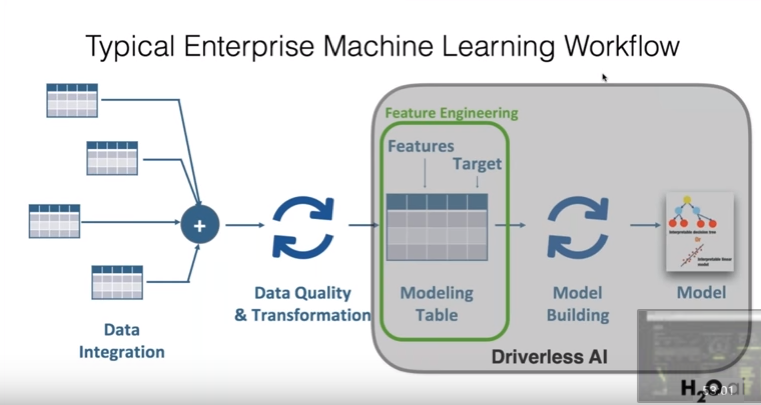 Typical Enterprise Machine Learning Workflow
Feature Engineering
Features
Target
+
Data Quality
& Transformation
Modeling
Table
Model
Building
Interpretable decision tree
Interpretable linear
model
Model
Data
Integration
Driverless AI
H2O.ai